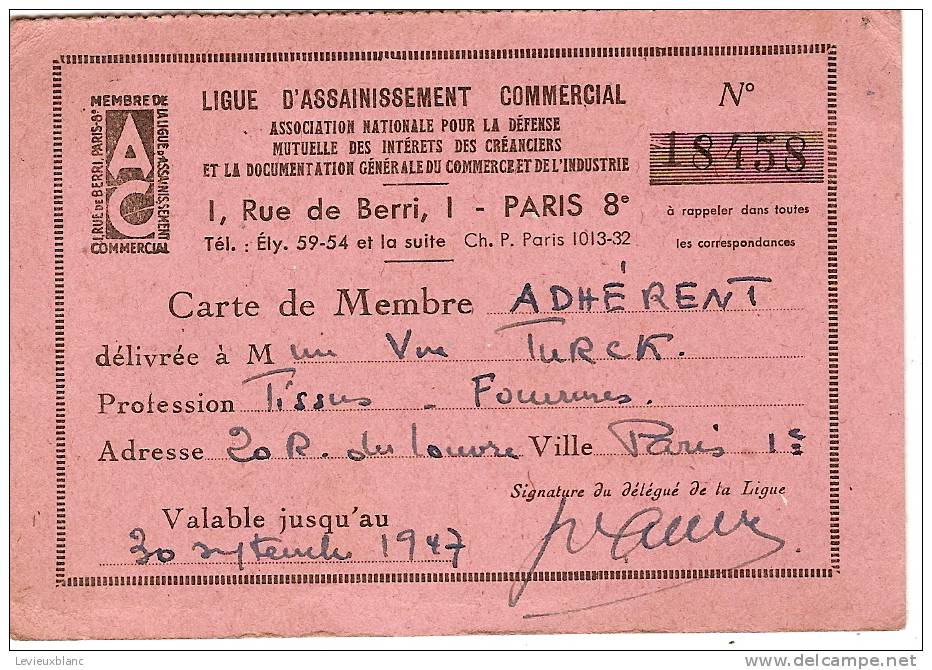 MEMBRE DE
LA LIGUE D'ASSAINISSEMENT
COMMERCIAL
1, RUE DE BERRI, PARIS-8e
AC
LIGUE D'ASSAINISSEMENT COMMERCIAL
ASSOCIATION NATIONALE POUR LA DÉFENSE
MUTUELLE DES INTÉRETS DES CRÉANCIERS
ET LA DOCUMENTATION GÉNÉRALE DU COMMERCE ET DE L'INDUSTRIE
1, Rue de Berri, 1 - PARIS 8e
Tél. : Ély. 59-54 et la suite Ch. P. Paris 1013-32
N°
18458
à rappeler dans toutes
les correspondances
Carte de Membre ADHÉRENT
délivrée à Mme Vve TURCK.
Profession Tissus - Fourrures.
Adresse 20 R. du Louvre Ville Paris 1e
Signature du délégué de la Ligue
Valable jusqu'au
30 septembre 1947
Levieuxblanc
delcampe.net